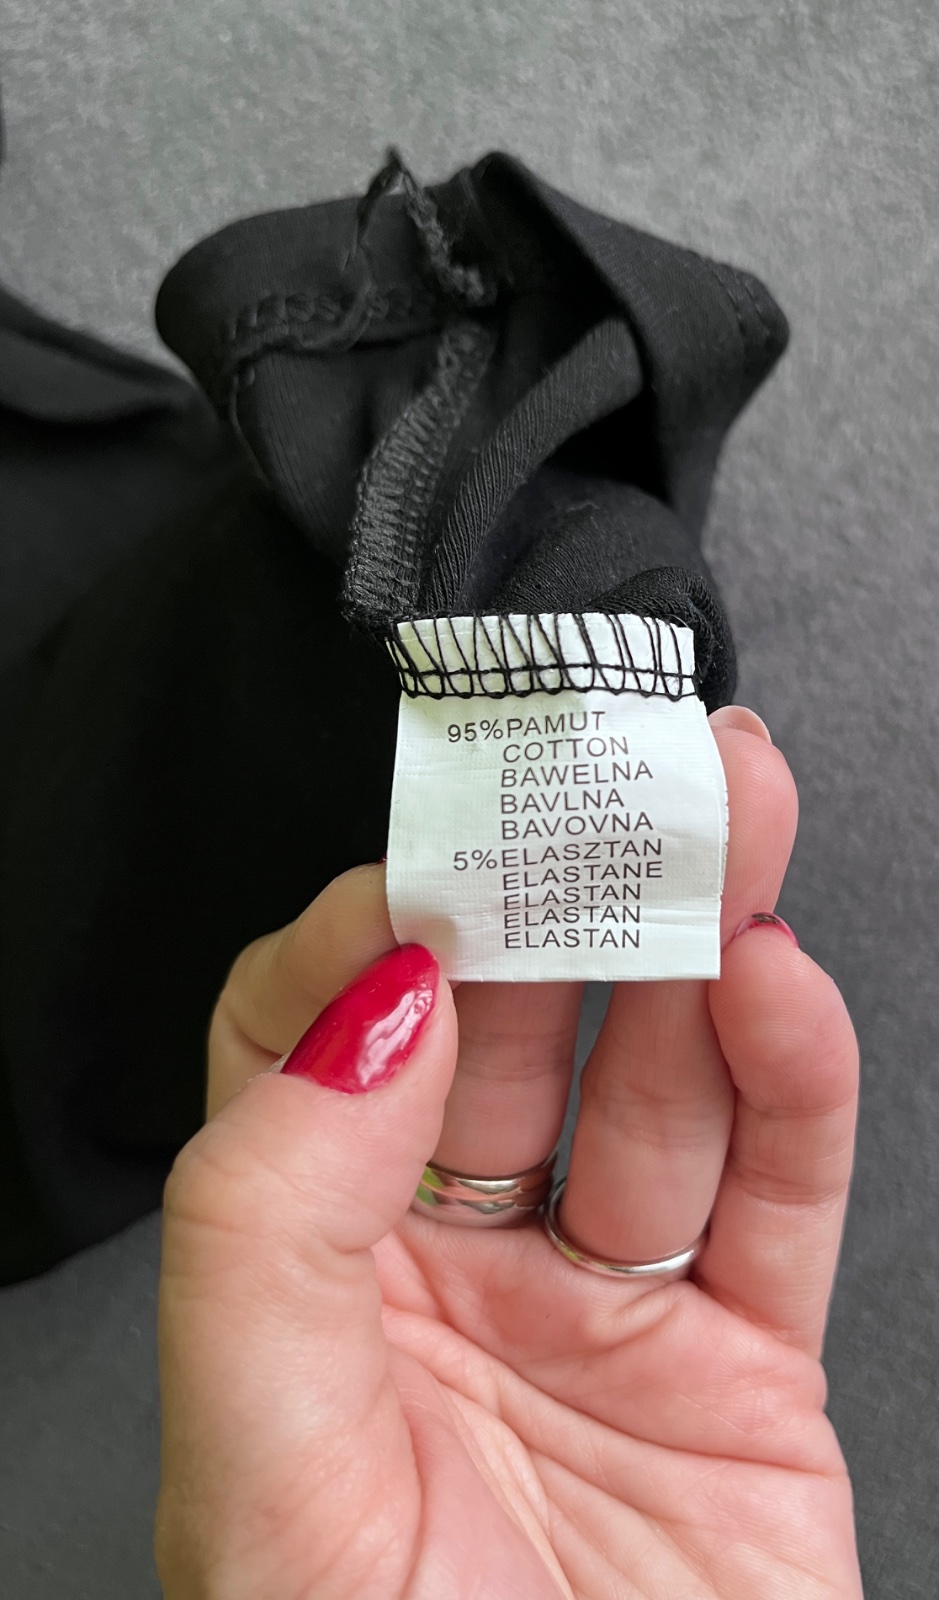 95%PAMUT
COTTON
BAWELNA
BAVLNA
BAVOVNA
5%ELASZTAN
ELASTANE
ELASTAN
ELASTAN
ELASTAN